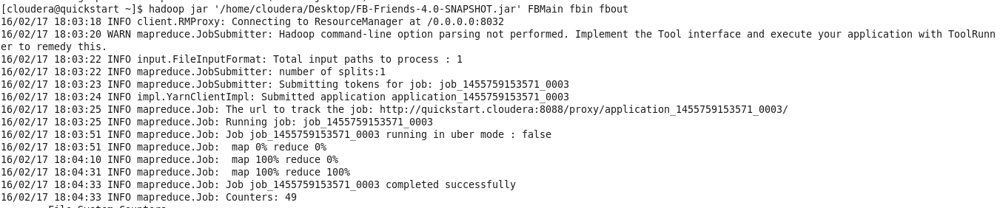 [cloudera@quickstart ~]$ hadoop jar '/home/cloudera/Desktop/FB-Friends-4.0-SNAPSHOT.jar' FBMain fbin fbout
16/02/17 18:03:18 INFO client.RMProxy: Connecting to ResourceManager at /0.0.0.0:8032
16/02/17 18:03:20 WARN mapreduce.JobSubmitter: Hadoop command-line option parsing not performed. Implement the Tool interface and execute your application with ToolRunn
er to remedy this.
16/02/17 18:03:22 INFO input.FileInputFormat: Total input paths to process : 1
16/02/17 18:03:22 INFO mapreduce.JobSubmitter: number of splits:1
16/02/17 18:03:23 INFO mapreduce.JobSubmitter: Submitting tokens for job: job_1455759153571_0003
16/02/17 18:03:24 INFO impl.YarnClientImpl: Submitted application application_1455759153571_0003
16/02/17 18:03:25 INFO mapreduce.Job: The url to track the job: http://quickstart.cloudera:8088/proxy/application_1455759153571_0003/
16/02/17 18:03:25 INFO mapreduce.Job: Running job: job_1455759153571_0003
16/02/17 18:03:51 INFO mapreduce.Job: Job job_1455759153571_0003 running in uber mode : false
16/02/17 18:03:51 INFO mapreduce.Job:  map 0% reduce 0%
16/02/17 18:04:10 INFO mapreduce.Job:  map 100% reduce 0%
16/02/17 18:04:31 INFO mapreduce.Job:  map 100% reduce 100%
16/02/17 18:04:33 INFO mapreduce.Job: Job job_1455759153571_0003 completed successfully
16/02/17 18:04:33 INFO mapreduce.Job: Counters: 49
File System Counters